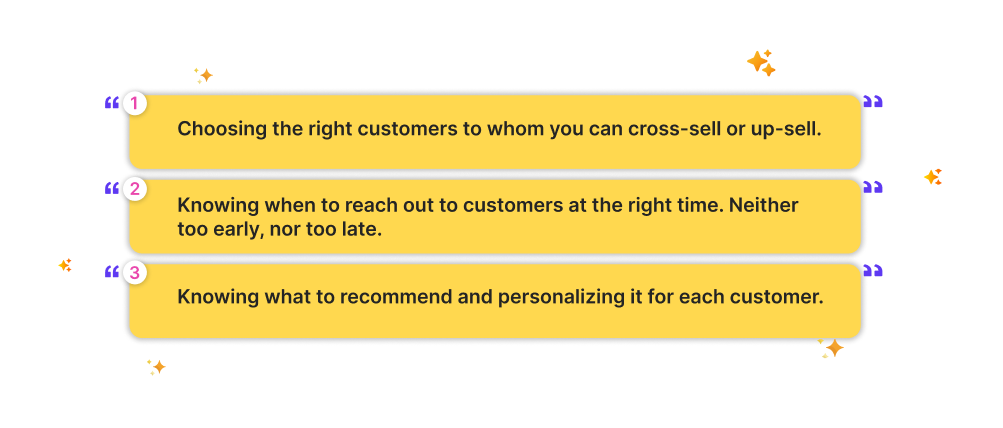 “ 1 ”
Choosing the right customers to whom you can cross-sell or up-sell.
“ 2 ”
Knowing when to reach out to customers at the right time. Neither
too early, nor too late.
“ 3 ”
Knowing what to recommend and personalizing it for each customer.